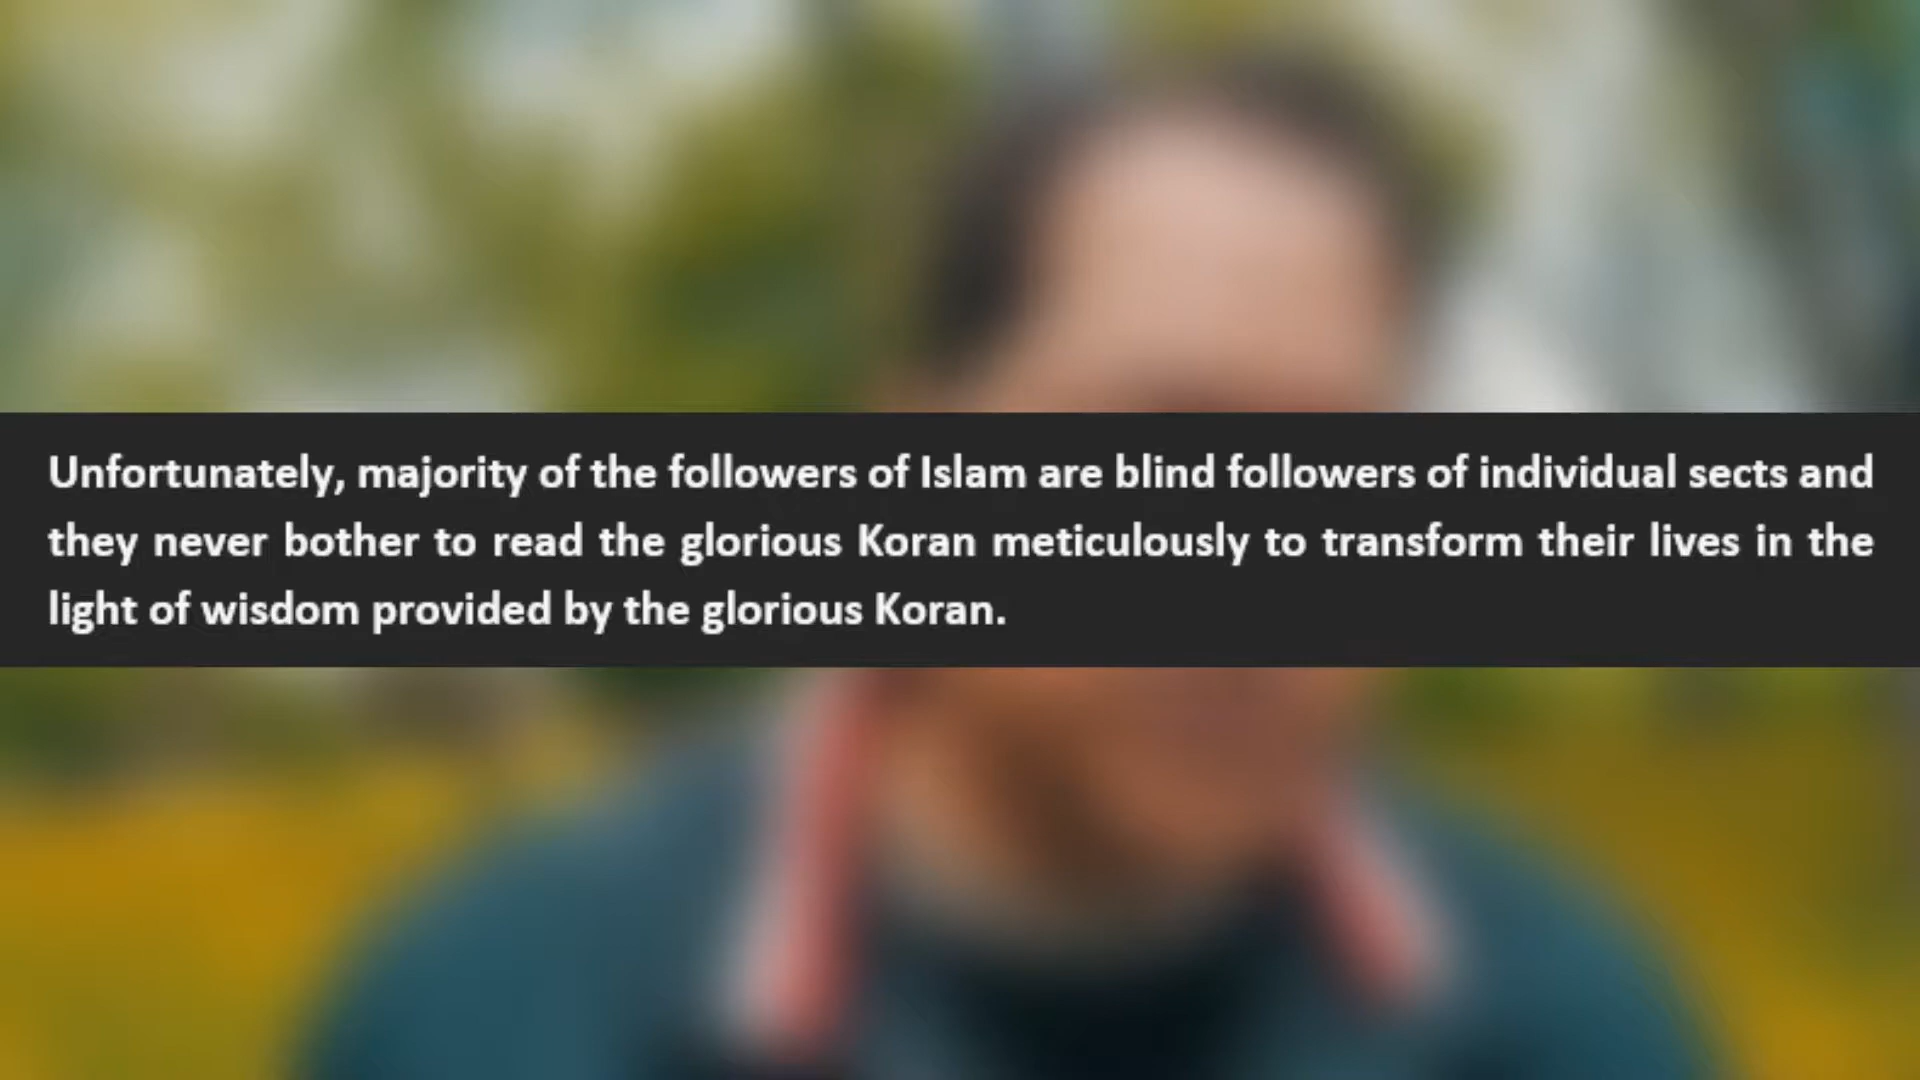 Unfortunately, majority of the followers of Islam are blind followers of individual sects and
they never bother to read the glorious Koran meticulously to transform their lives in the
light of wisdom provided by the glorious Koran.